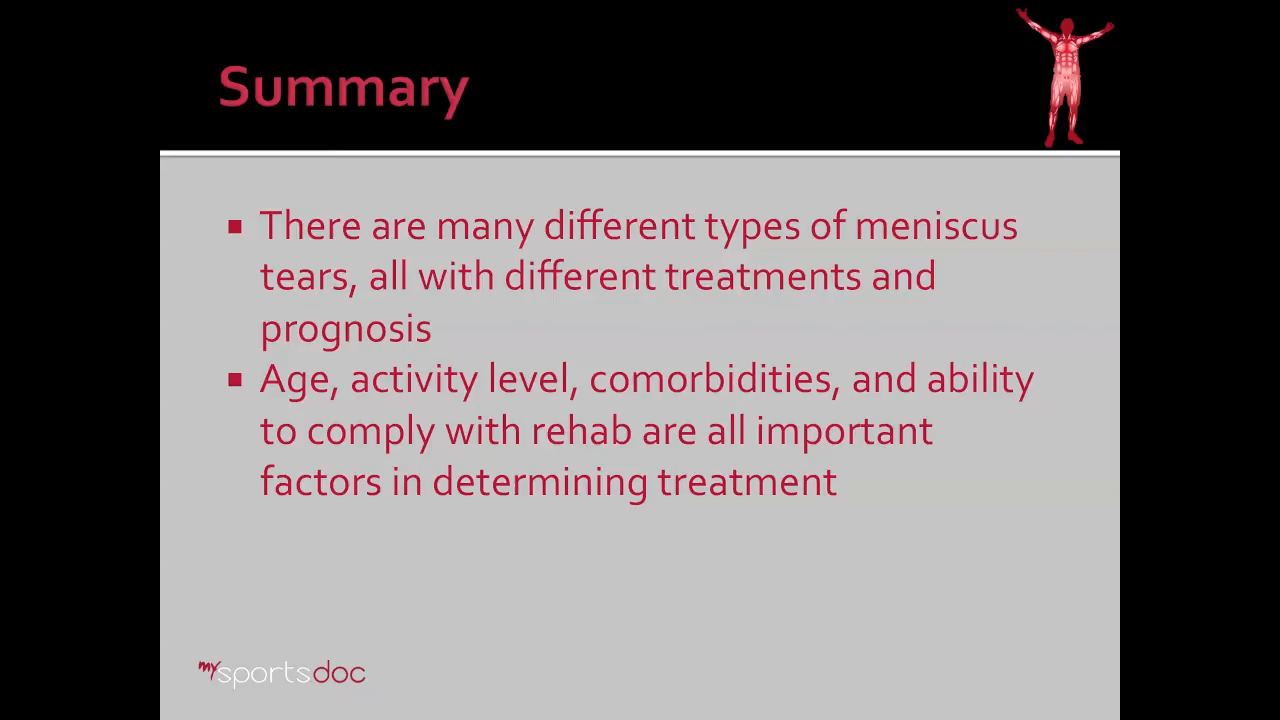 Summary
There are many different types of meniscus
tears, all with different treatments and
prognosis
Age, activity level, comorbidities, and ability
to comply with rehab are all important
factors in determining treatment
mysportsdoc